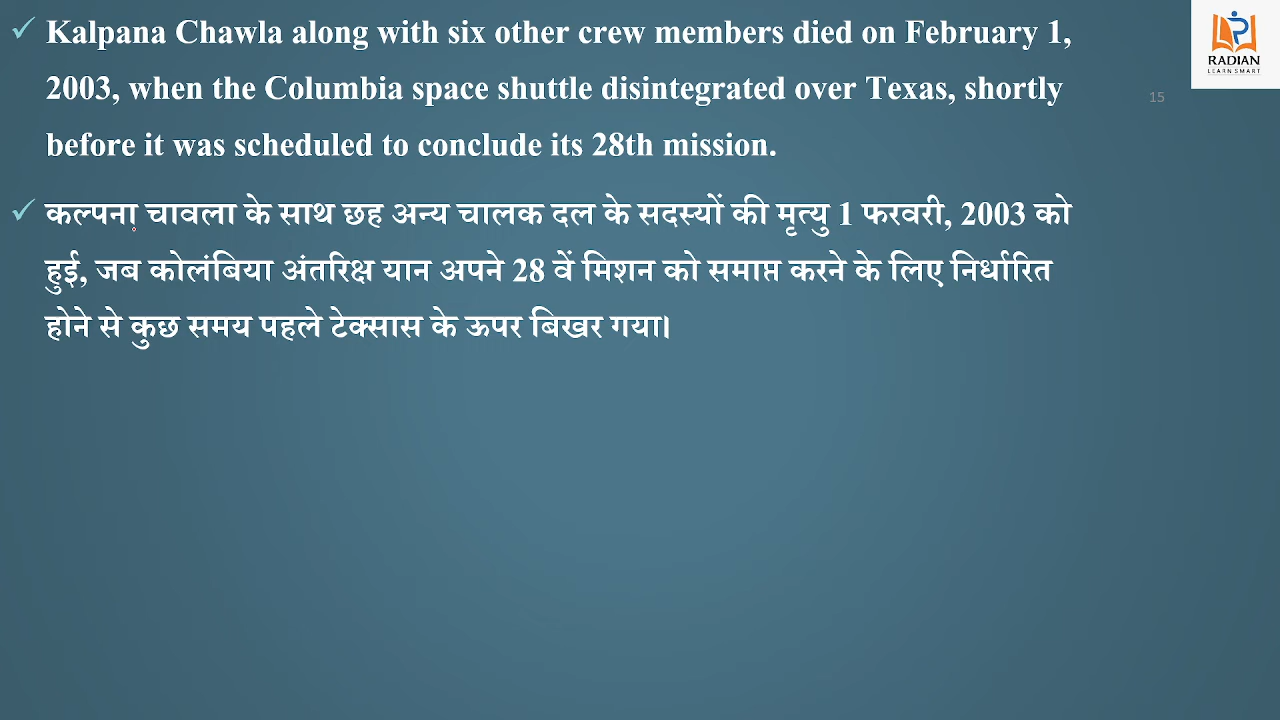 Kalpana Chawla along with six other crew members died on February 1,
2003, when the Columbia space shuttle disintegrated over Texas, shortly
before it was scheduled to conclude its 28th mission.
कल्पना चावला के साथ छह अन्य चालक दल के सदस्यों की मृत्यु 1 फरवरी, 2003 को
हुई, जब कोलंबिया अंतरिक्ष यान अपने 28 वें मिशन को समाप्त करने के लिए निर्धारित
होने से कुछ समय पहले टेक्सास के ऊपर बिखर गया।
RADIAN
LEARN SMART
15